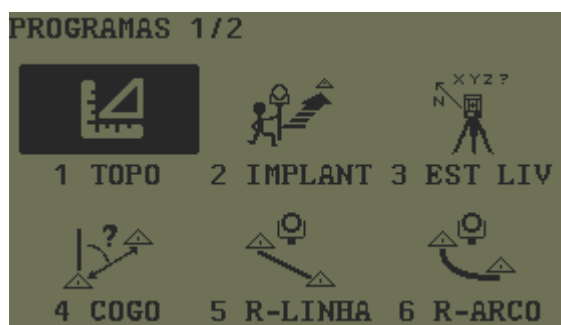 PROGRAMAS 1/2
X Y Z ?
N
1 TOPO 2 IMPLANT 3 EST LIV
?
4 COGO 5 R-LINHA 6 R-ARCO